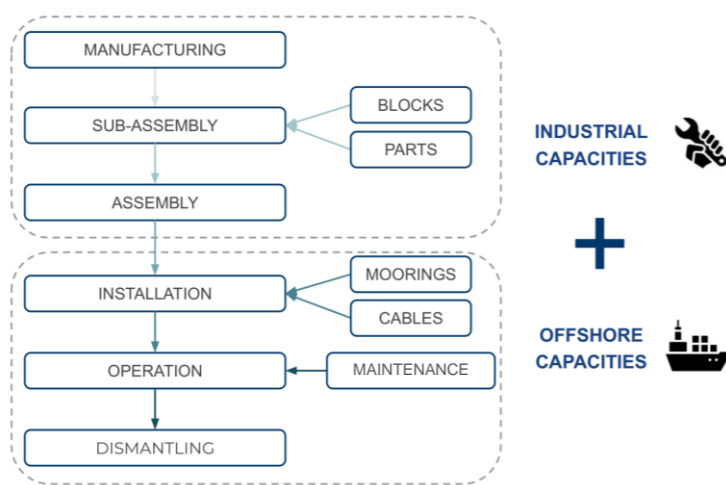 MANUFACTURING
SUB-ASSEMBLY
BLOCKS
PARTS
ASSEMBLY
INDUSTRIAL
CAPACITIES
INSTALLATION
MOORINGS
CABLES
OPERATION
MAINTENANCE
DISMANTLING
OFFSHORE
CAPACITIES